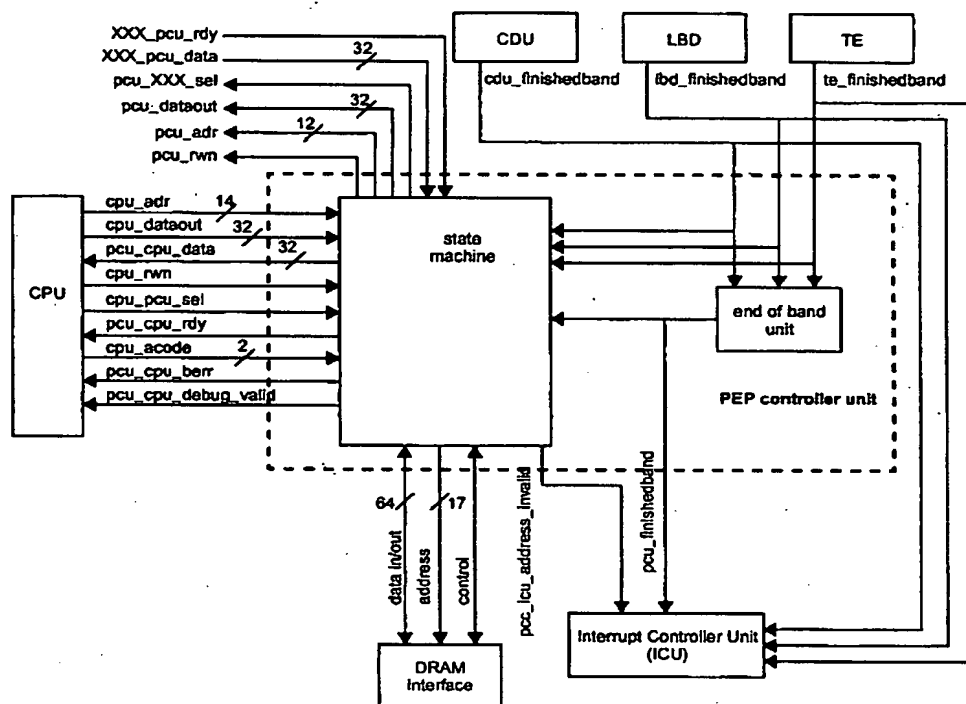 XXX_pcu_rdy
XXX_pcu_data
32
pcu_XXX_sel
pcu_dataout
32
pcu_adr
12
pcu_rwn
CDU
LBD
TE
cdu_finishedband
lbd_finishedband
te_finishedband
CPU
cpu_adr
14
cpu_dataout
32
pcu_cpu_data
32
cpu_rwn
cpu_pcu_sel
pcu_cpu_rdy
cpu_acode
2
pcu_cpu_berr
pcu_cpu_debug_valid
state
machine
end of band
unit
PEP controller unit
64
17
data in/out
address
control
pcc_icu_address_invalid
pcu_finishedband
DRAM
Interface
Interrupt Controller Unit
(ICU)